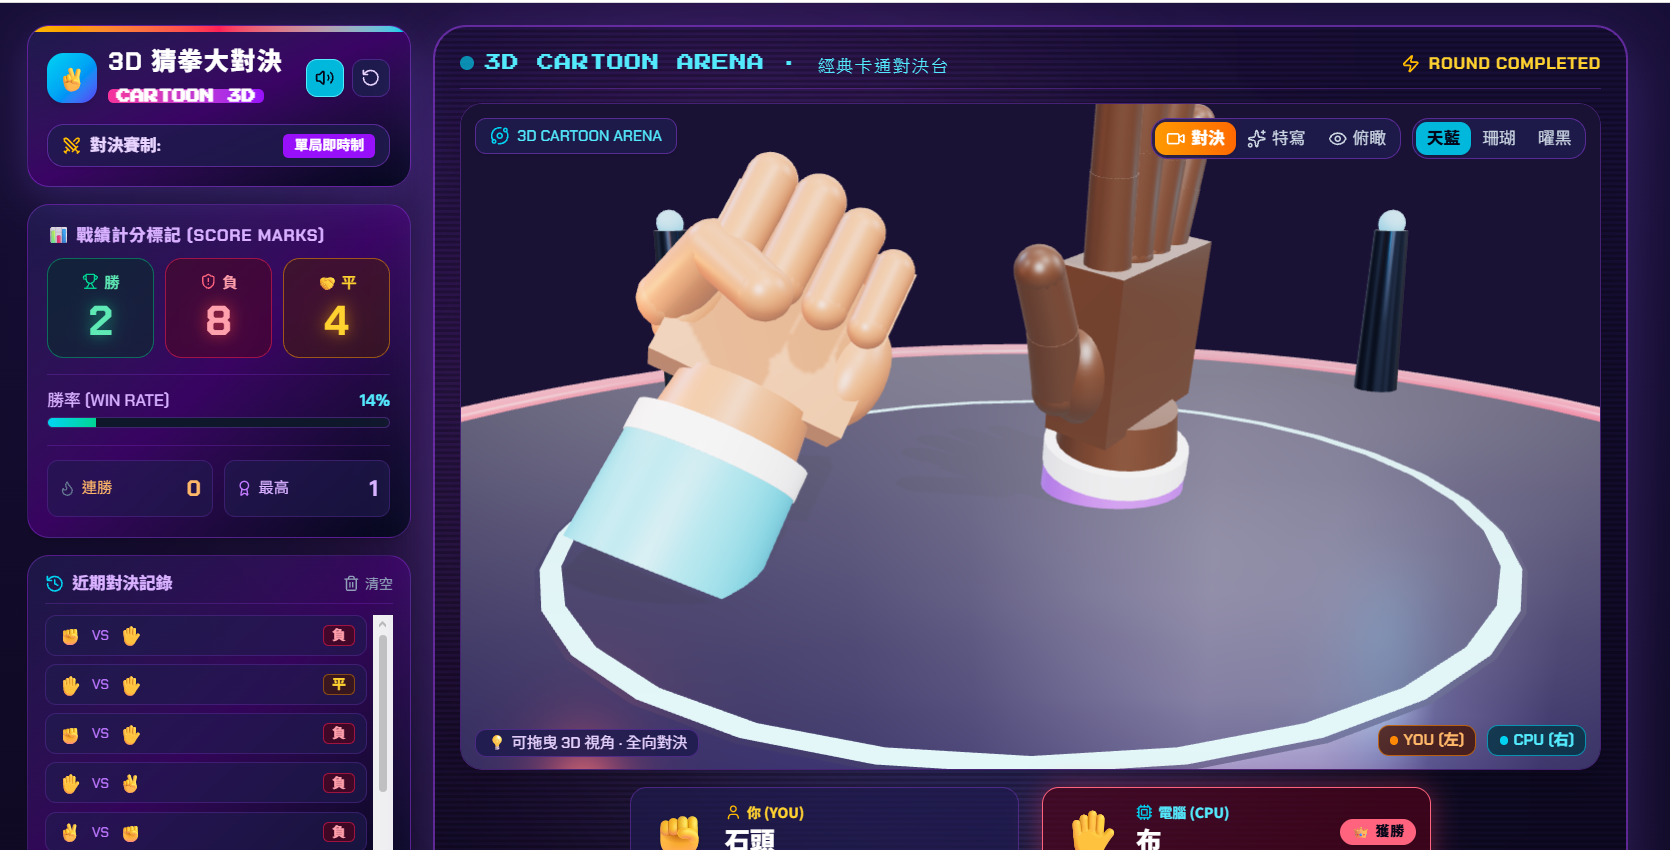 3D 猜拳大對決
CARTOON 3D
對決賽制:
單局即時制
戰績計分標記 (SCORE MARKS)
勝
2
負
8
平
4
勝率 (WIN RATE)
14%
連勝
0
最高
1
近期對決記錄
清空
VS
負
VS
平
VS
負
VS
負
VS
負
3D CARTOON ARENA · 經典卡通對決台
ROUND COMPLETED
3D CARTOON ARENA
對決
特寫
俯瞰
天藍
珊瑚
曜黑
可拖曳 3D 視角 · 全向對決
YOU (左)
CPU (右)
你 (YOU)
石頭
電腦 (CPU)
布
獲勝